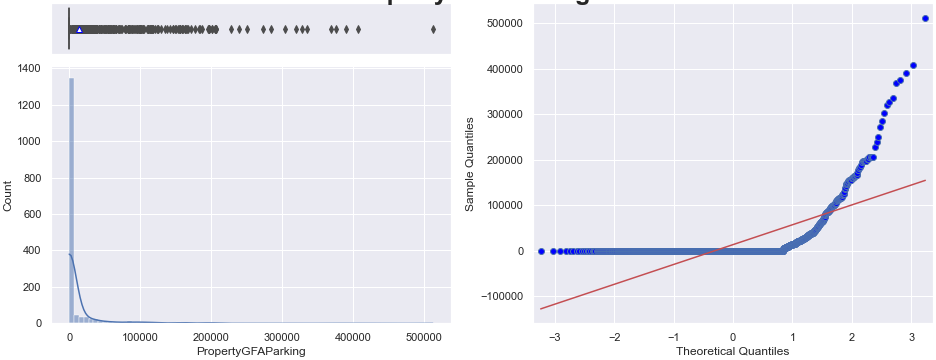 1400
1200
1000
800
600
400
200
0
Count
0 100000 200000 300000 400000 500000
PropertyGFAParking
500000
400000
300000
200000
100000
0
−100000
Sample Quantiles
−3 −2 −1 0 1 2 3
Theoretical Quantiles